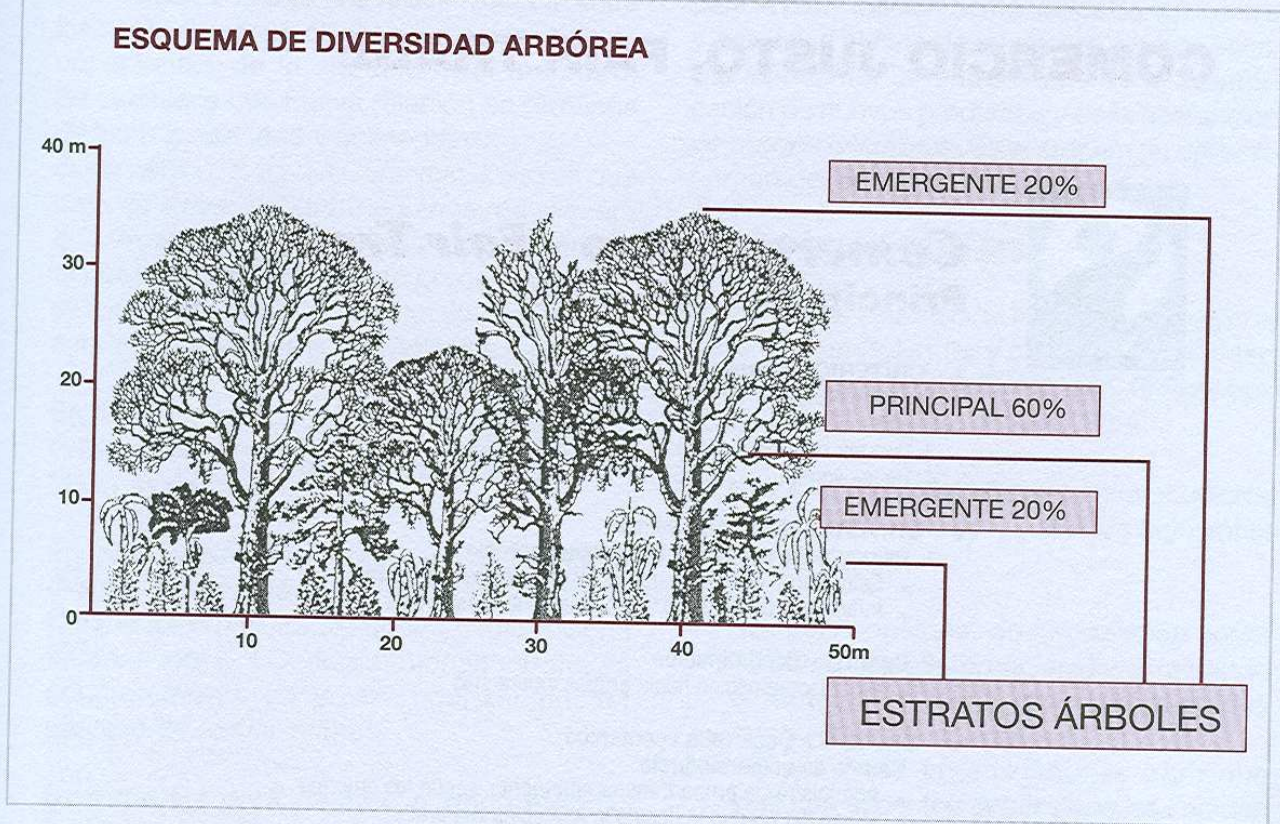 ESQUEMA DE DIVERSIDAD ARBÓREA
40 m
30
20
10
0
10
20
30
40
50m
EMERGENTE 20%
PRINCIPAL 60%
EMERGENTE 20%
ESTRATOS ÁRBOLES